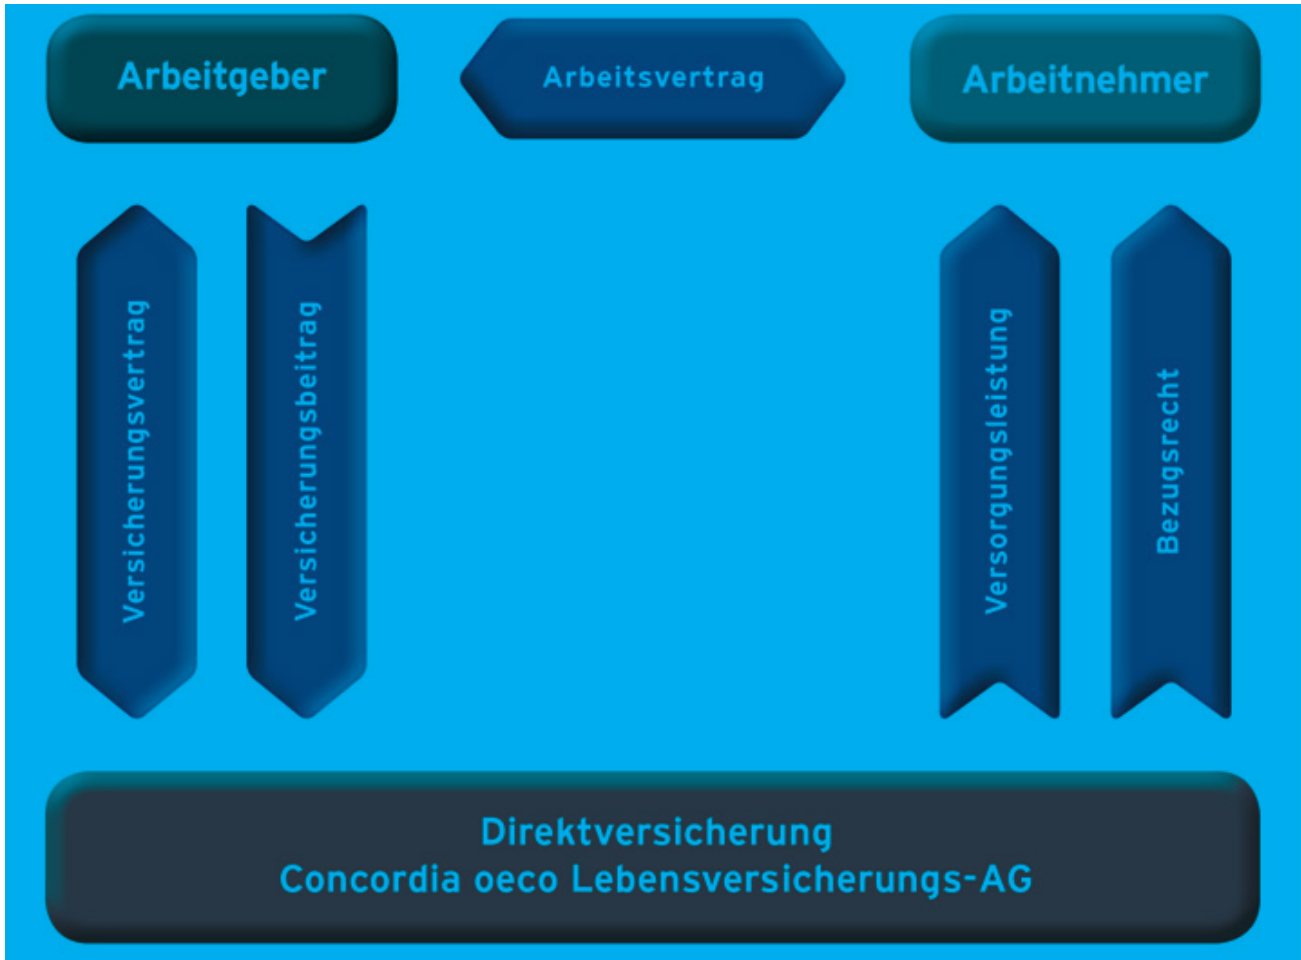 Arbeitgeber
Arbeitsvertrag
Arbeitnehmer
Versicherungsvertrag
Versicherungsbeitrag
Versorgungsleistung
Bezugsrecht
Direktversicherung
Concordia oeco Lebensversicherungs-AG